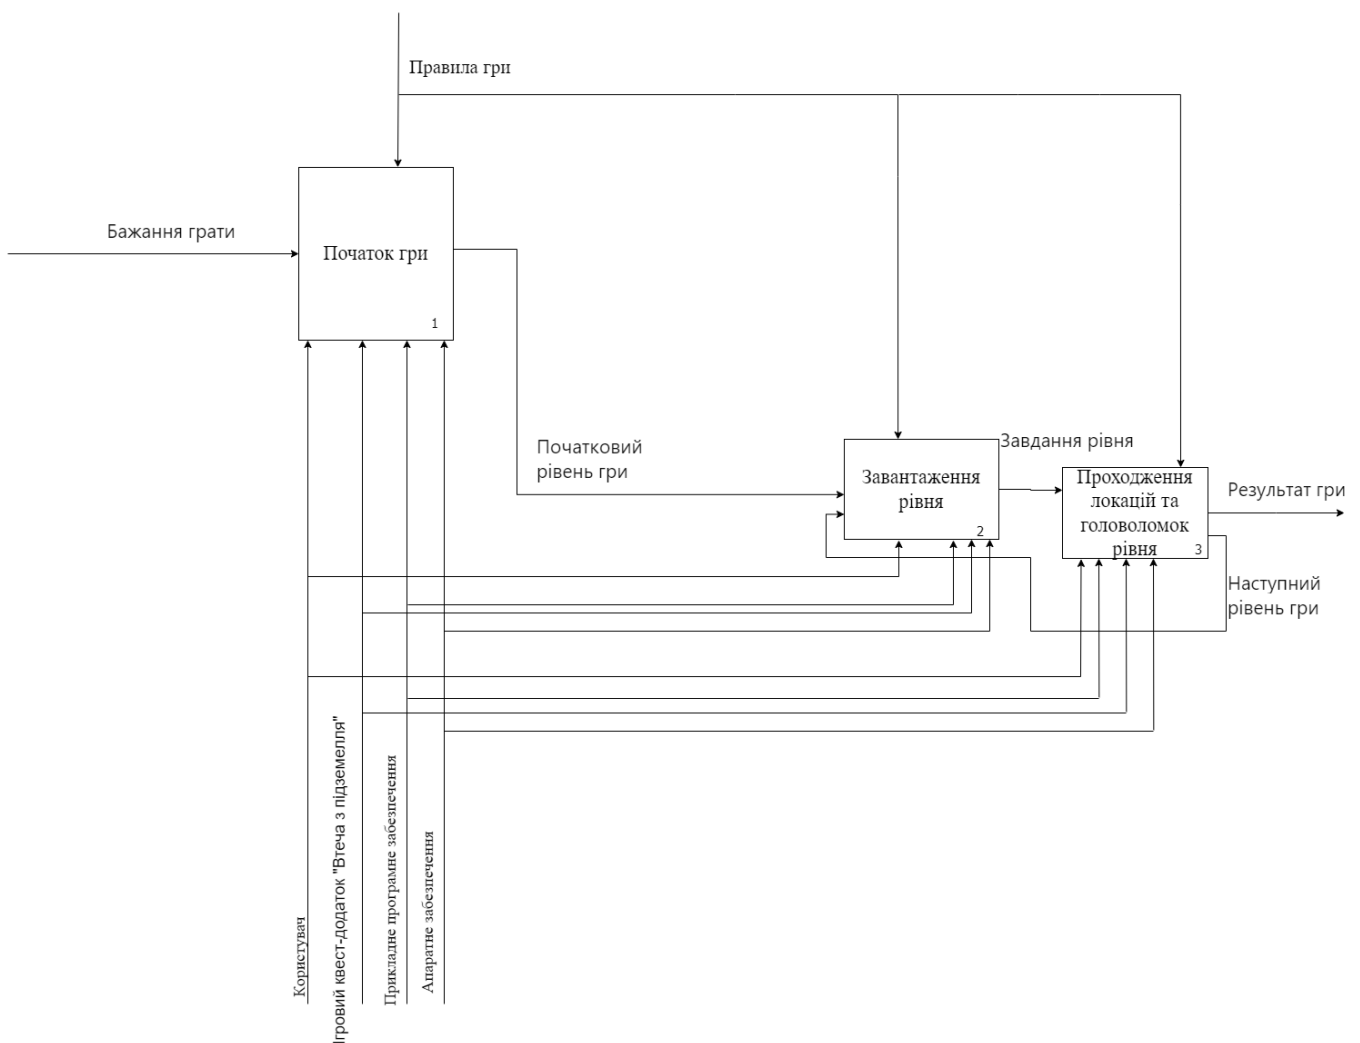 Правила гри
Бажання грати
Початок гри
1
Початковий
рівень гри
Завдання рівня
Завантаження
рівня
2
Проходження
локацій та
головоломок
рівня
3
Результат гри
Наступний
рівень гри
Користувач
Ігровий квест-додаток "Втеча з підземелля"
Прикладне програмне забезпечення
Апаратне забезпечення